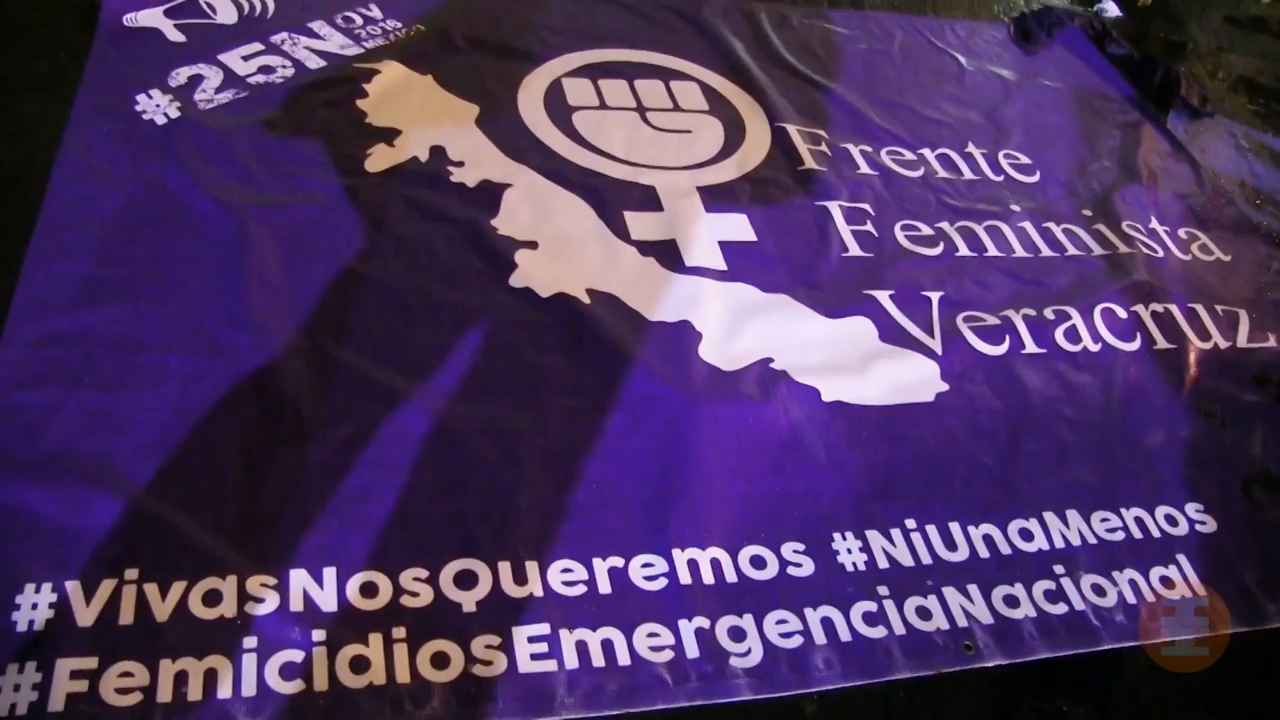 #25Nov
2016
MÉXICO
Frente
Feminista
Veracruz
#VivasNosQueremos #NiUnaMenos
#FemicidiosEmergenciaNacional